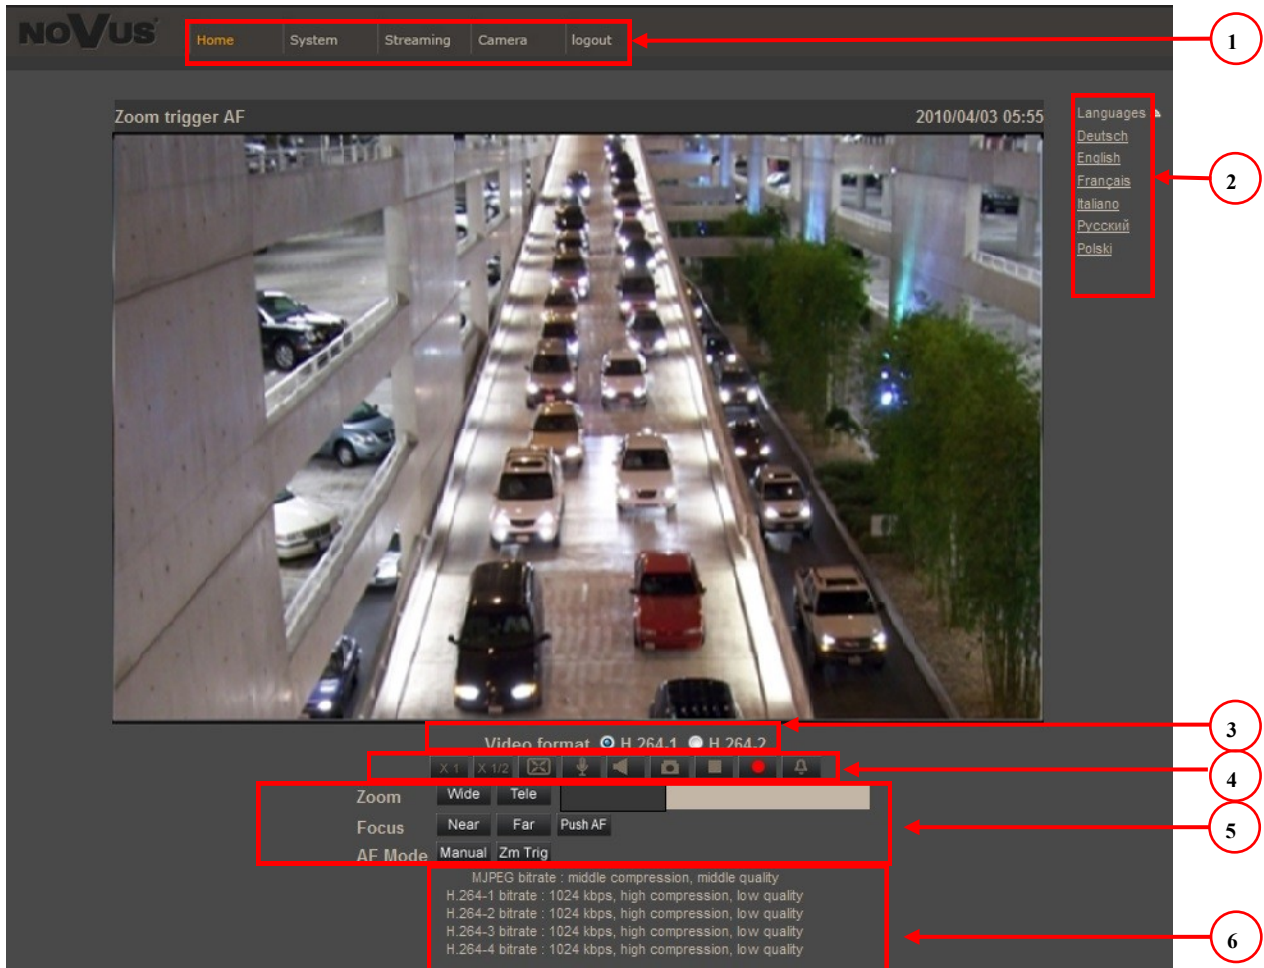 NOVUS
Home System Streaming Camera logout
1
Zoom trigger AF 2010/04/03 05:55
Languages
Deutsch
English
Français
Italiano
Русский
Polski
2
Video format H.264-1 H.264-2
3
X 1 X 1/2
4
Zoom Wide Tele
Focus Near Far Push AF
AF Mode Manual Zm Trig
5
MJPEG bitrate : middle compression, middle quality
H.264-1 bitrate : 1024 kbps, high compression, low quality
H.264-2 bitrate : 1024 kbps, high compression, low quality
H.264-3 bitrate : 1024 kbps, high compression, low quality
H.264-4 bitrate : 1024 kbps, high compression, low quality
6